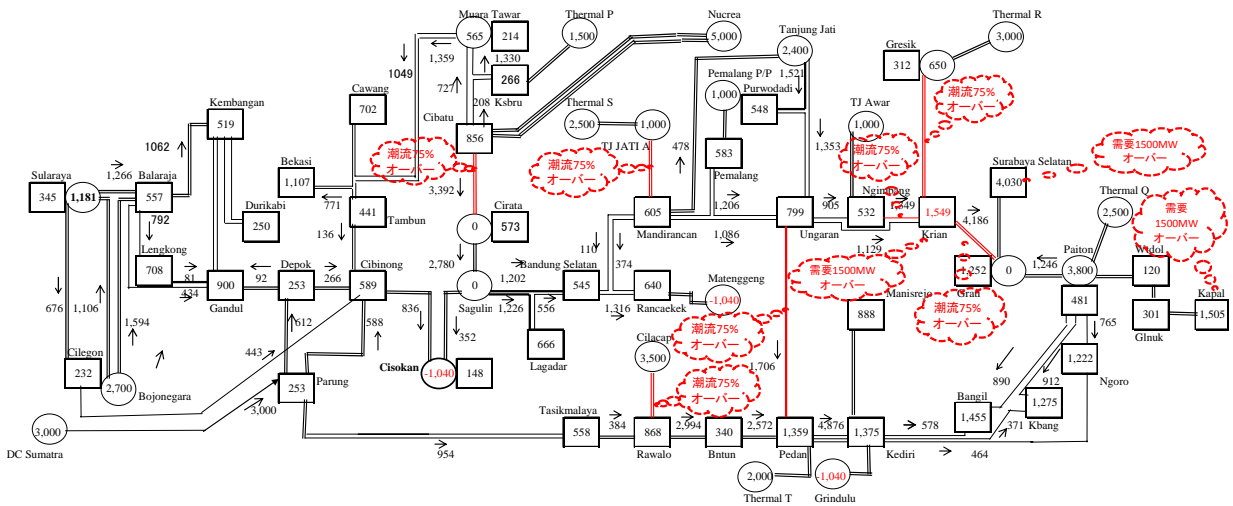 Muara Tawar
Thermal P
Nucrea
Tanjung Jati
Thermal R
565
214
1,500
5,000
2,400
Gresik
3,000
1,359
1,330
1,521
312
650
1049
266
Ksbru
Pemalang P/P
Purwodadi
727
1,000
548
潮流75%
オーバー
Kembangan
Cawang
208
Thermal S
TJ Awar
519
702
Cibatu
2,500
1,000
1,000
需要1500MW
オーバー
856
TJ JATI A
583
1,353
潮流75%
オーバー
1062
Bekasi
潮流75%
オーバー
潮流75%
オーバー
478
Pemalang
Surabaya Selatan
Sularaya
1,266
Balaraja
1,107
3,392
Ngimbang
4,030
Thermal Q
345
1,181
557
Durikabi
771
441
Cirata
605
1,206
799
905
532
1,549
1,549
2,500
需要
1500MW
オーバー
792
250
Tambun
0
573
Mandirancan
Ungaran
Krian
4,186
136
1,086
1,129
Lengkong
2,780
110
Paiton
Widol
708
81
Depok
Cibinong
1,202
Bandung Selatan
374
Matenggeng
需要1500MW
オーバー
1,252
0
1,246
3,800
120
Kapal
434
900
92
253
266
589
0
545
640
-1,040
Manisrejo
Grati
481
301
1,505
Gandul
Sagulin
1,226
556
1,316
Rancaekek
888
潮流75%
オーバー
Glnuk
676
1,106
1,594
612
588
836
352
666
Cilacap
潮流75%
オーバー
765
Cilegon
443
Cisokan
Lagadar
3,500
1,706
1,222
232
2,700
253
Parung
-1,040
148
潮流75%
オーバー
890
912
Ngoro
Bojonegara
3,000
Bangil
1,275
Tasikmalaya
1,455
371
Kbang
3,000
558
384
868
2,994
340
2,572
1,359
4,876
1,375
578
DC Sumatra
954
Rawalo
Bntun
Pedan
Kediri
464
2,000
-1,040
Thermal T
Grindulu